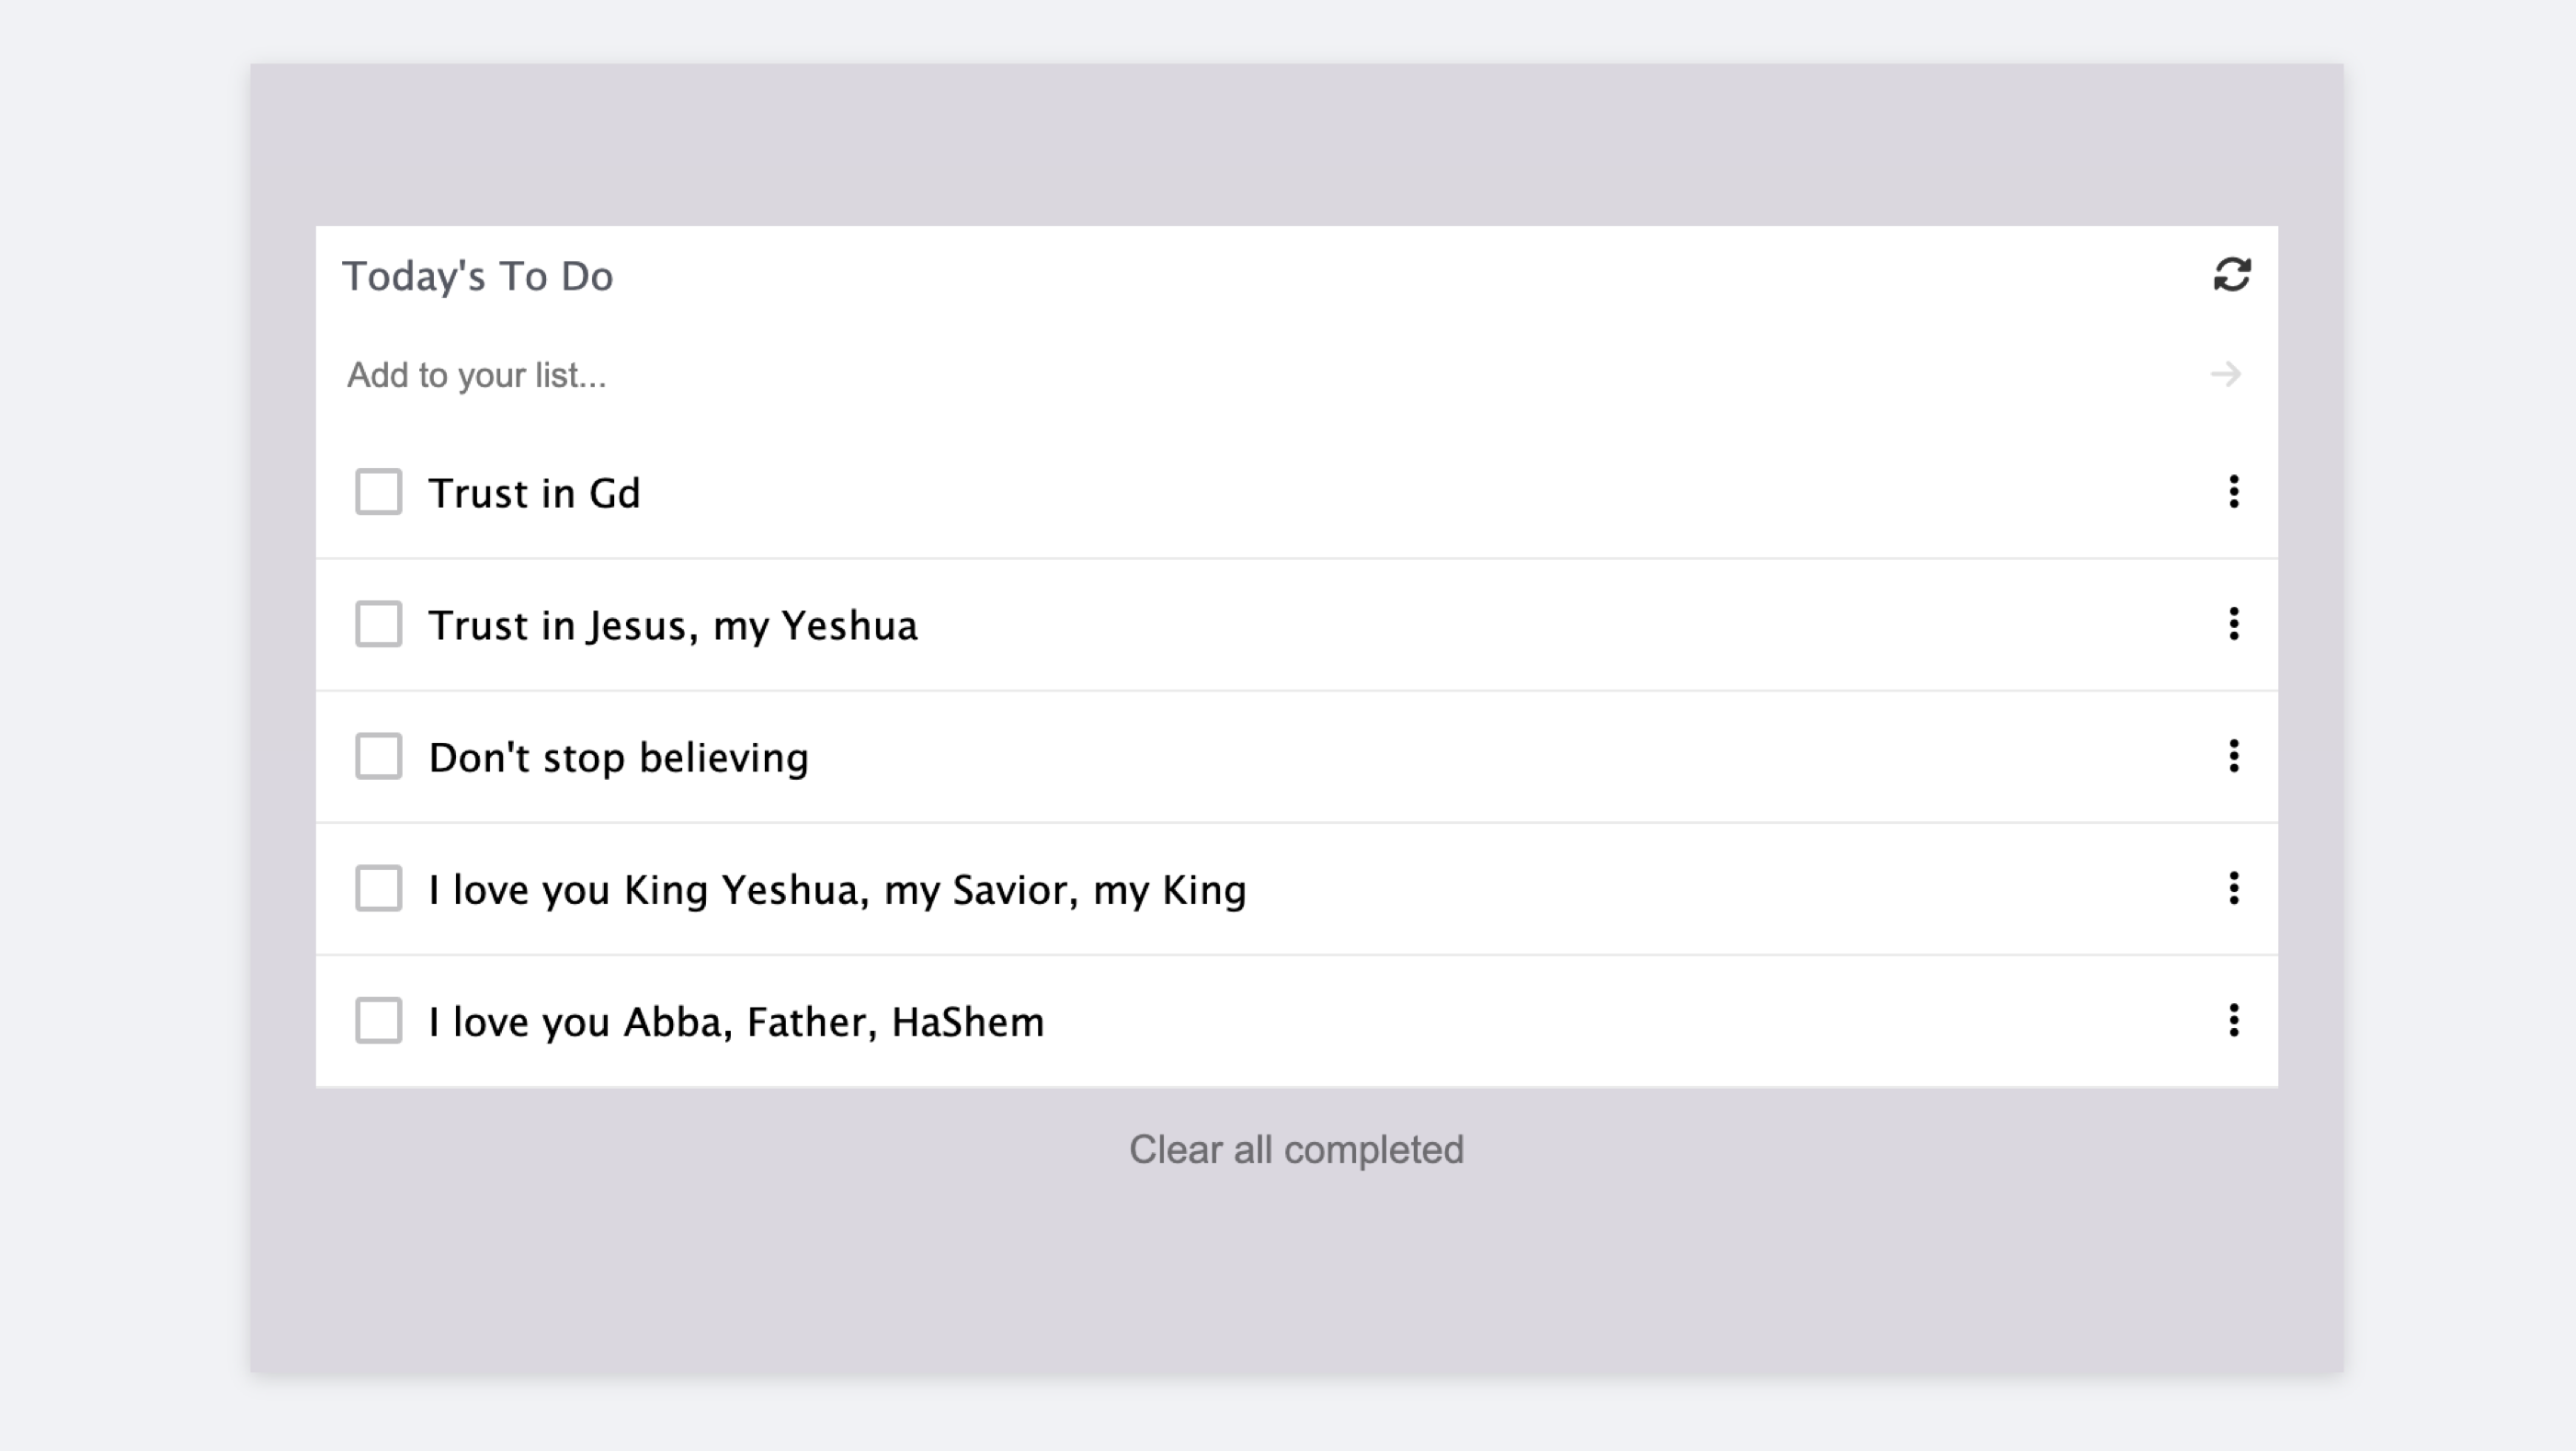 Today's To Do
Add to your list...
Trust in Gd
Trust in Jesus, my Yeshua
Don't stop believing
I love you King Yeshua, my Savior, my King
I love you Abba, Father, HaShem
Clear all completed